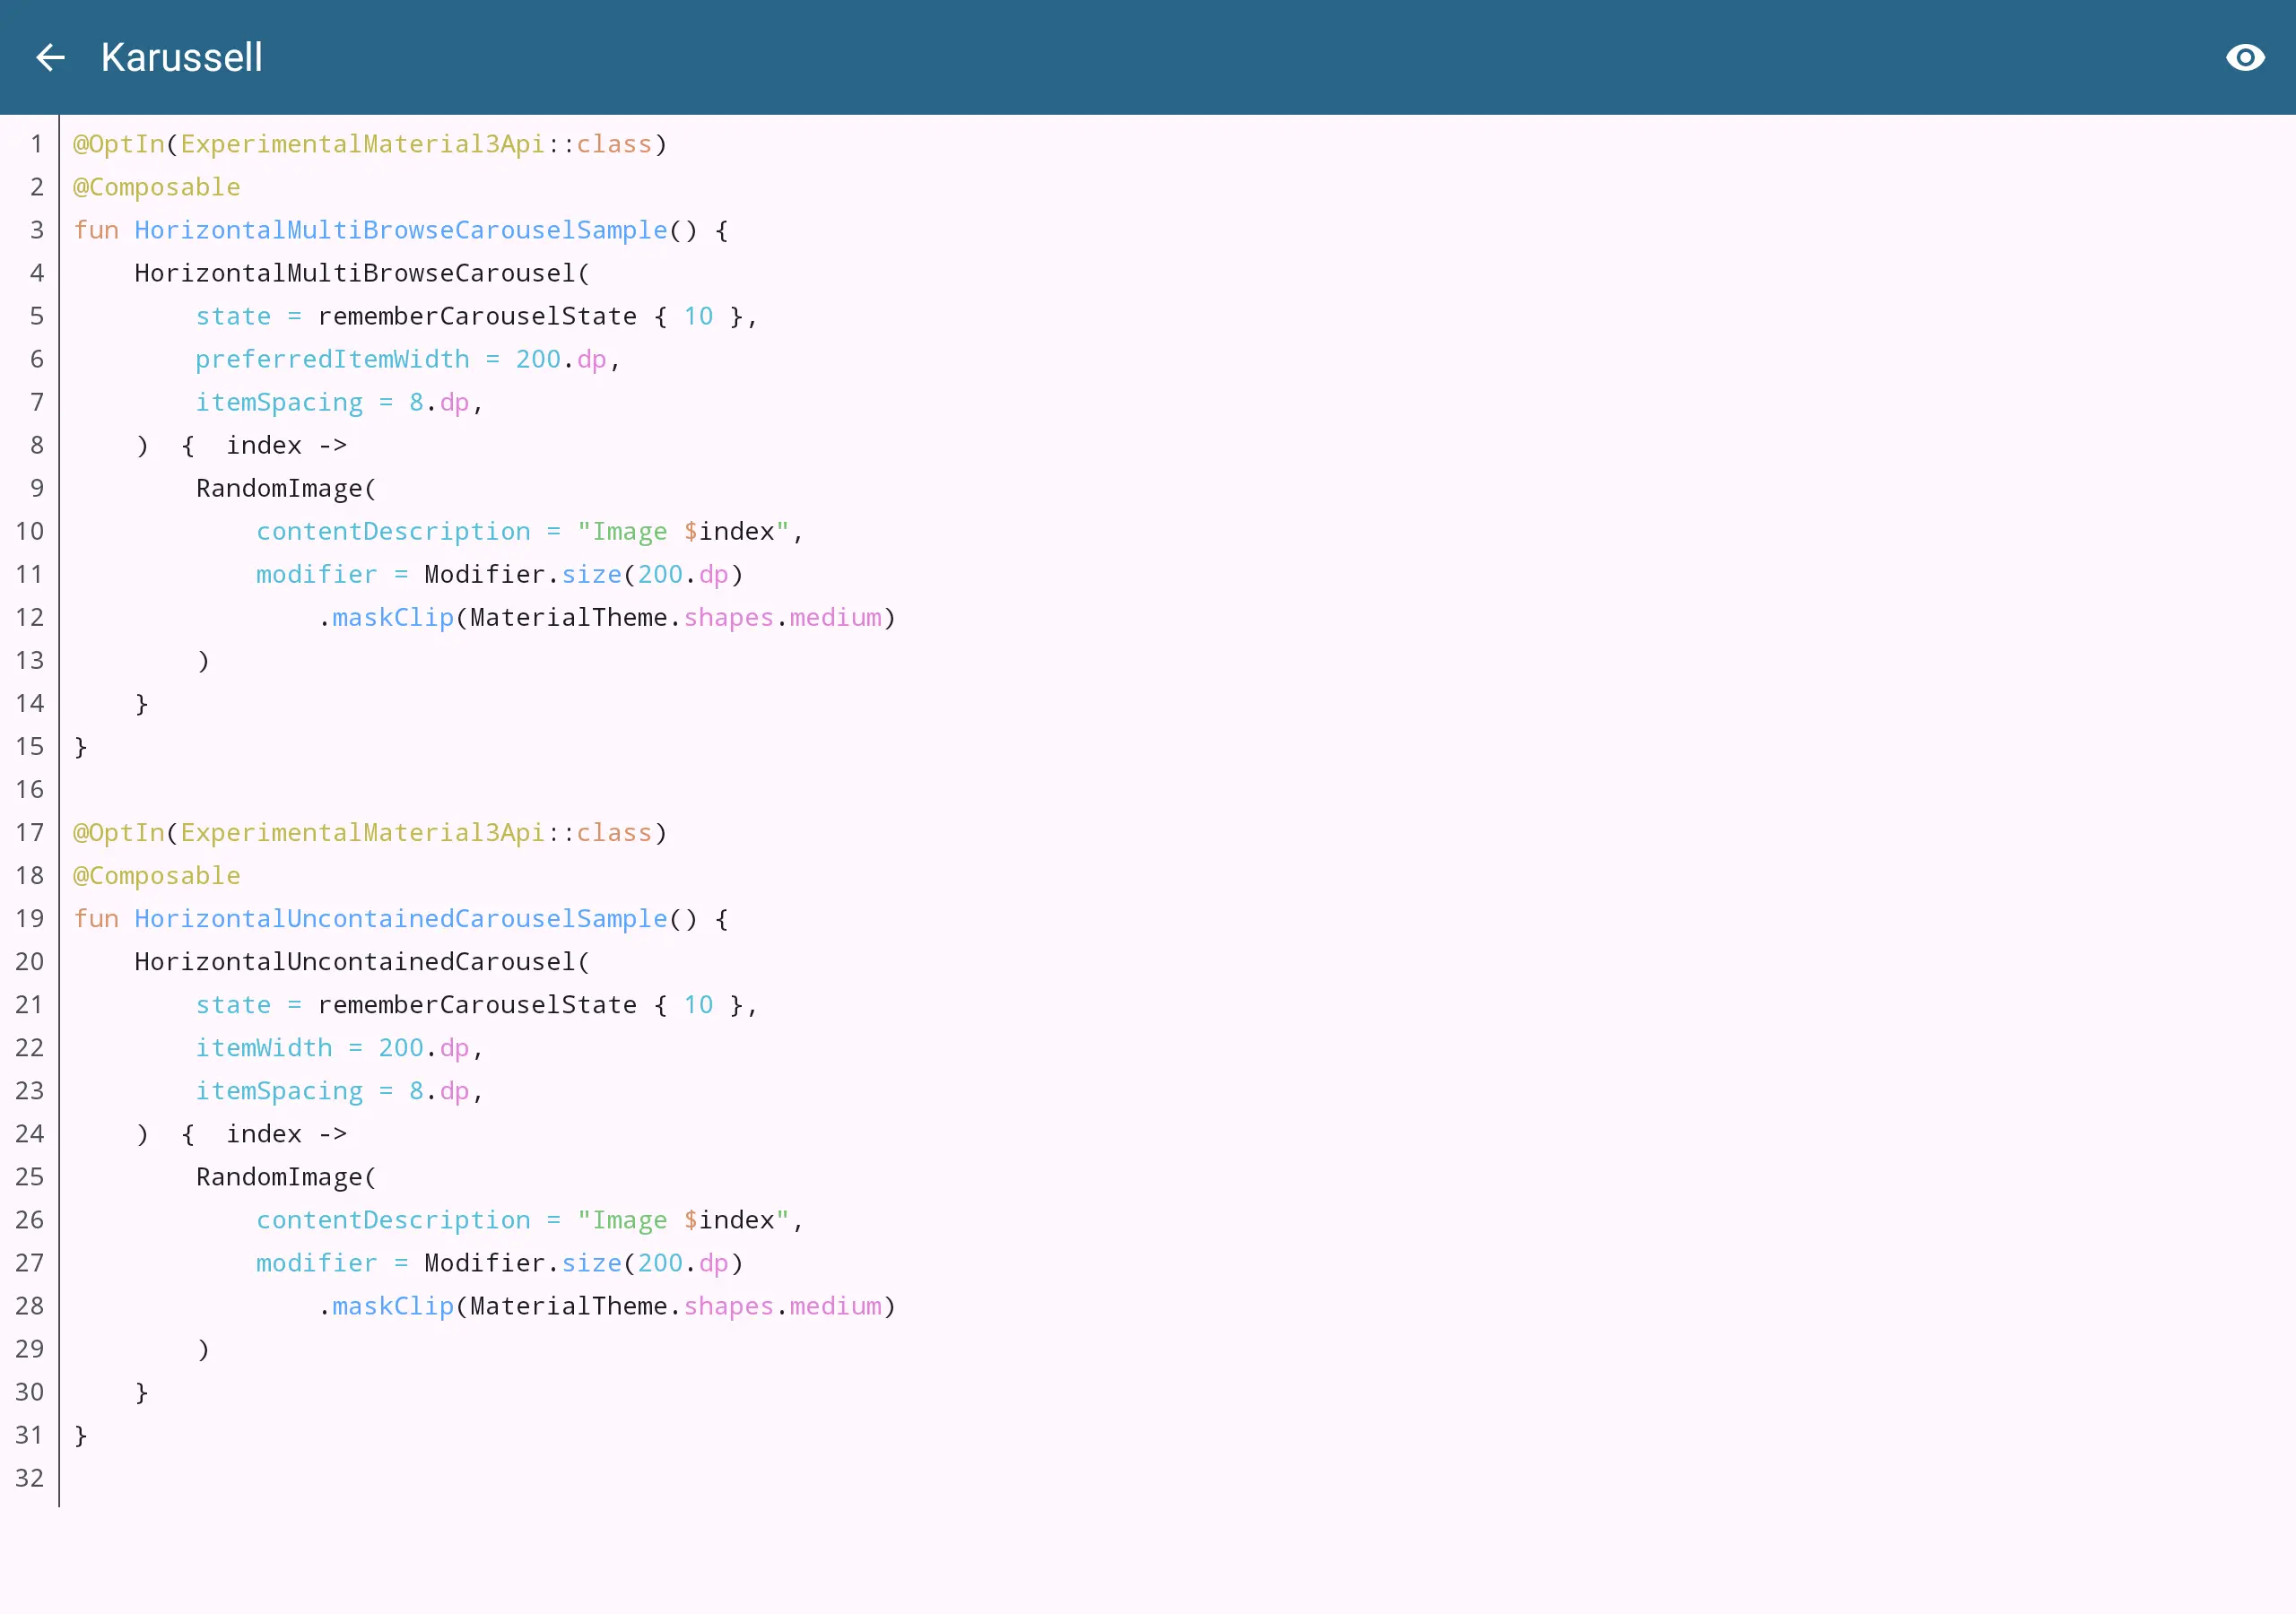 Karussell
1 @OptIn(ExperimentalMaterial3Api::class)
2 @Composable
3 fun HorizontalMultiBrowseCarouselSample() {
4     HorizontalMultiBrowseCarousel(
5         state = rememberCarouselState { 10 },
6         preferredItemWidth = 200.dp,
7         itemSpacing = 8.dp,
8     )  {  index ->
9         RandomImage(
10             contentDescription = "Image $index",
11             modifier = Modifier.size(200.dp)
12                 .maskClip(MaterialTheme.shapes.medium)
13         )
14     }
15 }
16
17 @OptIn(ExperimentalMaterial3Api::class)
18 @Composable
19 fun HorizontalUncontainedCarouselSample() {
20     HorizontalUncontainedCarousel(
21         state = rememberCarouselState { 10 },
22         itemWidth = 200.dp,
23         itemSpacing = 8.dp,
24     )  {  index ->
25         RandomImage(
26             contentDescription = "Image $index",
27             modifier = Modifier.size(200.dp)
28                 .maskClip(MaterialTheme.shapes.medium)
29         )
30     }
31 }
32